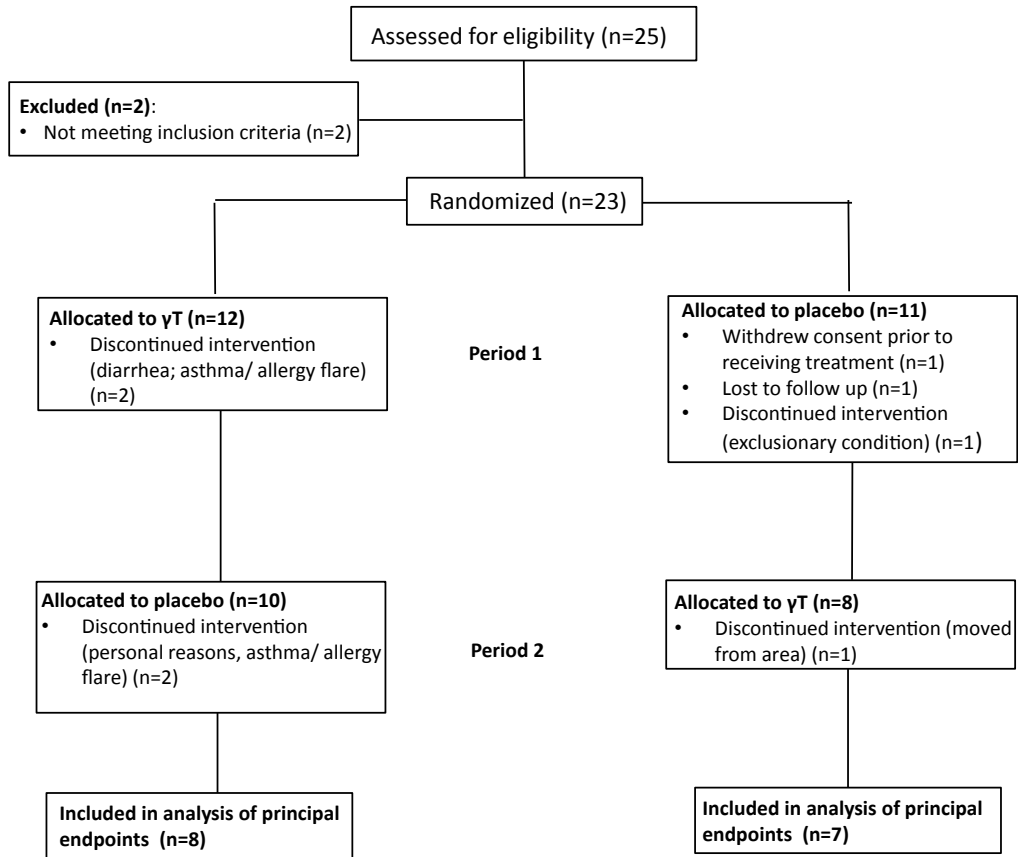 Assessed for eligibility (n=25)
Excluded (n=2):
• Not meeting inclusion criteria (n=2)
Randomized (n=23)
Allocated to γT (n=12)
• Discontinued intervention
(diarrhea; asthma/ allergy flare)
(n=2)
Period 1
Allocated to placebo (n=11)
• Withdrew consent prior to
receiving treatment (n=1)
• Lost to follow up (n=1)
• Discontinued intervention
(exclusionary condition) (n=1)
Allocated to placebo (n=10)
• Discontinued intervention
(personal reasons, asthma/ allergy
flare) (n=2)
Period 2
Allocated to γT (n=8)
• Discontinued intervention (moved
from area) (n=1)
Included in analysis of principal
endpoints (n=8)
Included in analysis of principal
endpoints (n=7)